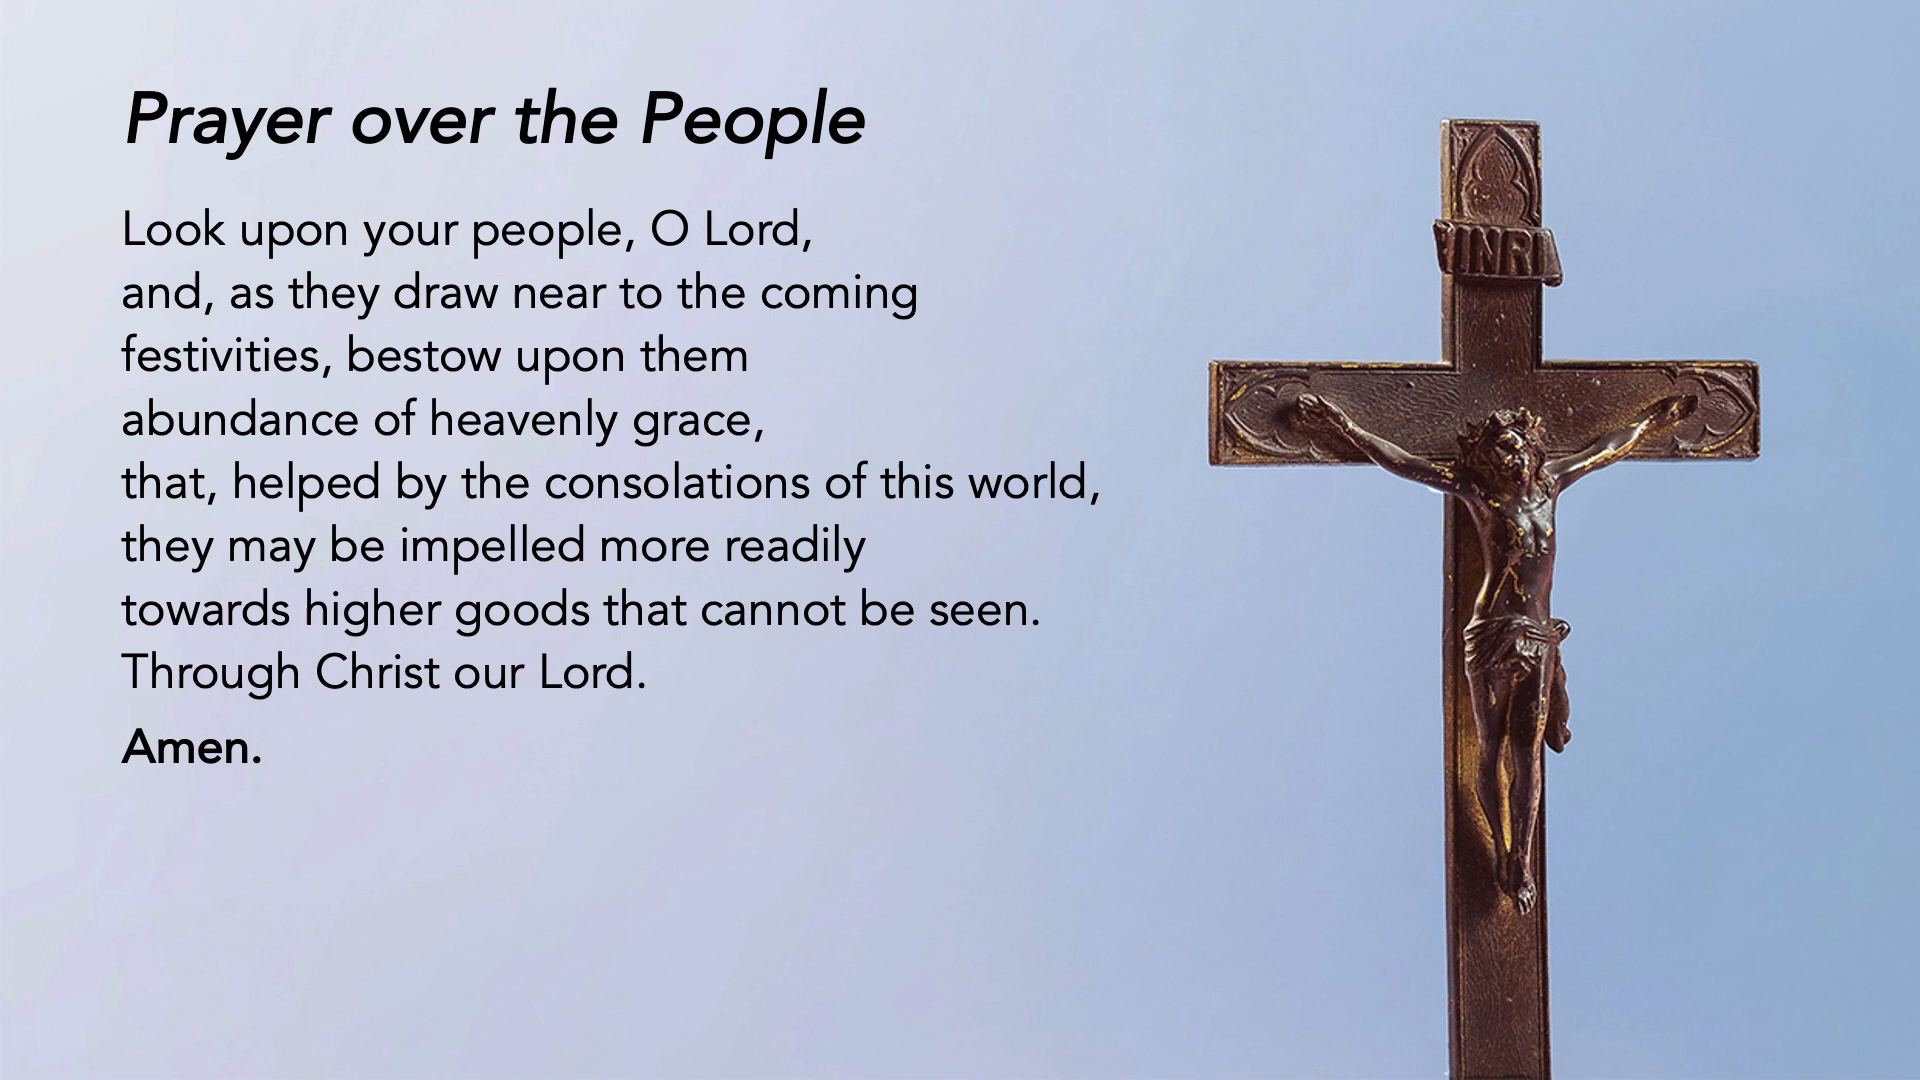 Prayer over the People
Look upon your people, O Lord,
and, as they draw near to the coming
festivities, bestow upon them
abundance of heavenly grace,
that, helped by the consolations of this world,
they may be impelled more readily
towards higher goods that cannot be seen.
Through Christ our Lord.
Amen.
INRI